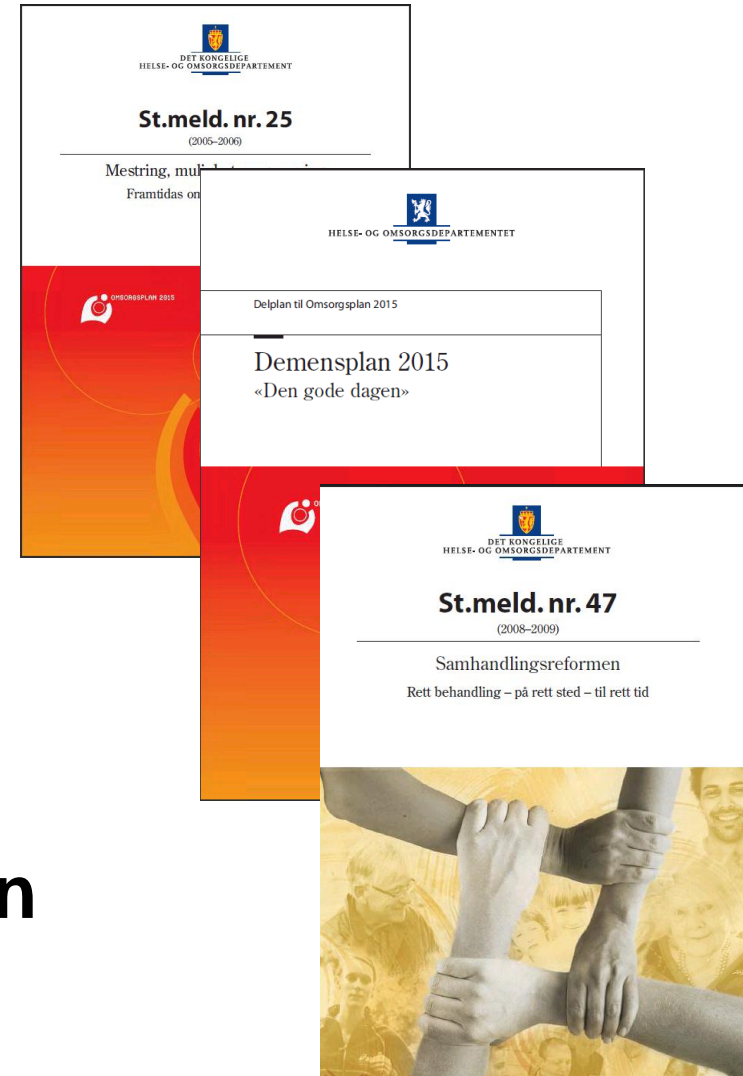 DET KONGELIGE
HELSE- OG OMSORGSDEPARTEMENT
St.meld. nr. 25
(2005–2006)
Mestring,
Framtidas
OMSORGSPLAN 2015
HELSE- OG OMSORGSDEPARTEMENTET
Delplan til Omsorgsplan 2015
Demensplan 2015
«Den gode dagen»
DET KONGELIGE
HELSE- OG OMSORGSDEPARTEMENT
St.meld. nr. 47
(2008–2009)
Samhandlingsreformen
Rett behandling – på rett sted – til rett tid
n